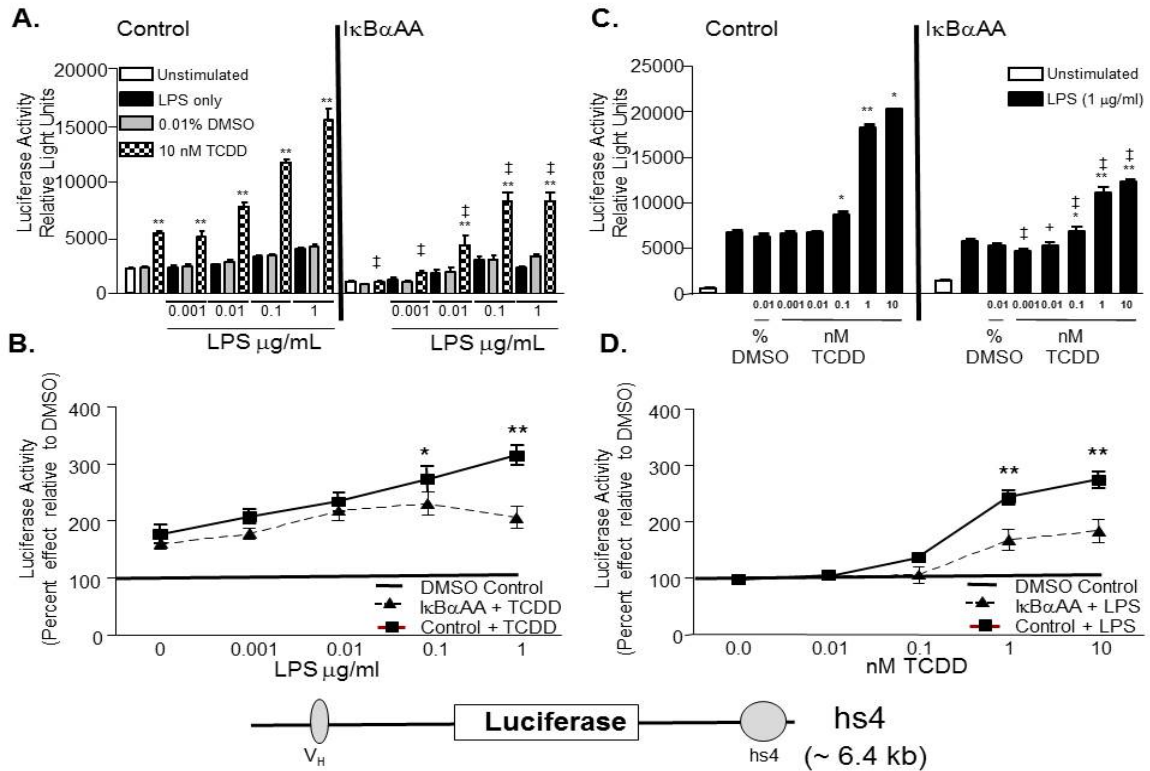 A.
Control
IκBαAA
Luciferase Activity
Relative Light Units
20000
15000
10000
5000
0
Unstimulated
LPS only
0.01% DMSO
10 nM TCDD
**
**
**
**
**
‡
‡
‡
**
‡
**
‡
**
0.001 0.01 0.1 1
0.001 0.01 0.1 1
LPS μg/mL
LPS μg/mL
C.
Control
IκBαAA
Luciferase Activity
Relative Light Units
25000
20000
15000
10000
5000
0
Unstimulated
LPS (1 μg/ml)
*
**
*
‡
+
‡
*
‡
**
‡
**
0.01 0.001 0.01 0.1 1 10
0.01 0.001 0.01 0.1 1 10
%
DMSO
nM
TCDD
%
DMSO
nM
TCDD
B.
Luciferase Activity
(Percent effect relative to DMSO)
400
300
200
100
0
*
**
DMSO Control
IκBαAA + TCDD
Control + TCDD
0 0.001 0.01 0.1 1
LPS μg/ml
D.
Luciferase Activity
(Percent effect relative to DMSO)
400
300
200
100
0
**
**
DMSO Control
IκBαAA + LPS
Control + LPS
0.0 0.01 0.1 1 10
nM TCDD
VH
Luciferase
hs4
hs4
(~ 6.4 kb)